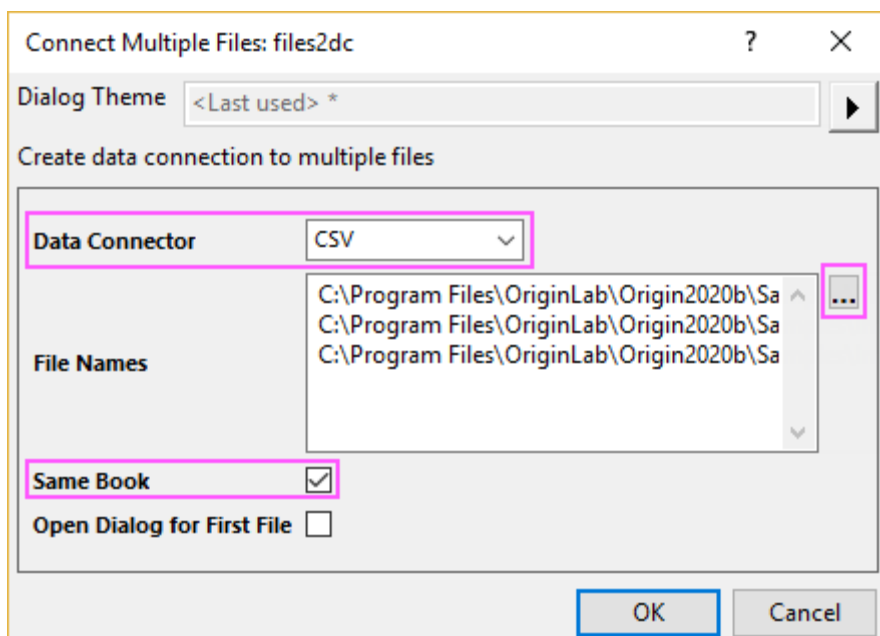 Connect Multiple Files: files2dc ?
Dialog Theme <Last used> *
Create data connection to multiple files
Data Connector CSV
C:\Program Files\OriginLab\Origin2020b\Sa ...
C:\Program Files\OriginLab\Origin2020b\Sa
C:\Program Files\OriginLab\Origin2020b\Sa
File Names
Same Book
Open Dialog for First File
OK Cancel